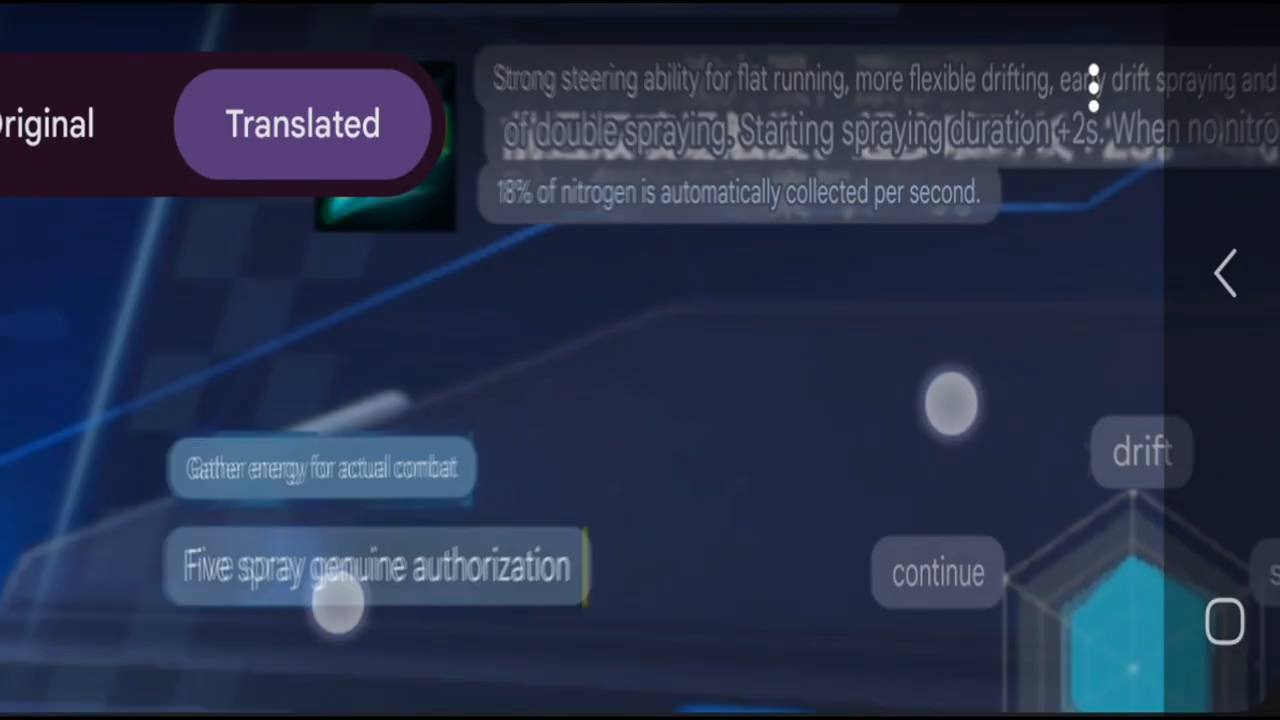 Original
Translated
Strong steering ability for flat running, more flexible drifting, early drift spraying and
of double spraying. Starting spraying duration +2s. When no nitro
18% of nitrogen is automatically collected per second.
Gather energy for actual combat
Five spray genuine authorization
drift
continue
s